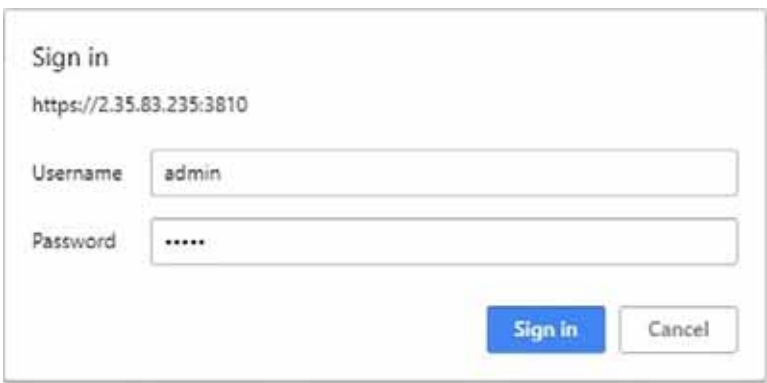 Sign in
https://2.35.83.235:3810
Username admin
Password •••••
Sign in Cancel